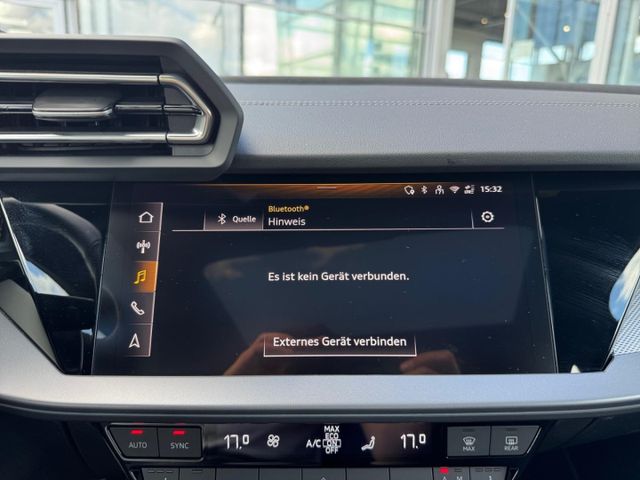 15:32
Quelle
Bluetooth®
Hinweis
Es ist kein Gerät verbunden.
Externes Gerät verbinden
AUTO SYNC
17.0
A/C
MAX
ECO
ON
OFF
17.0
MAX
REAR
A M